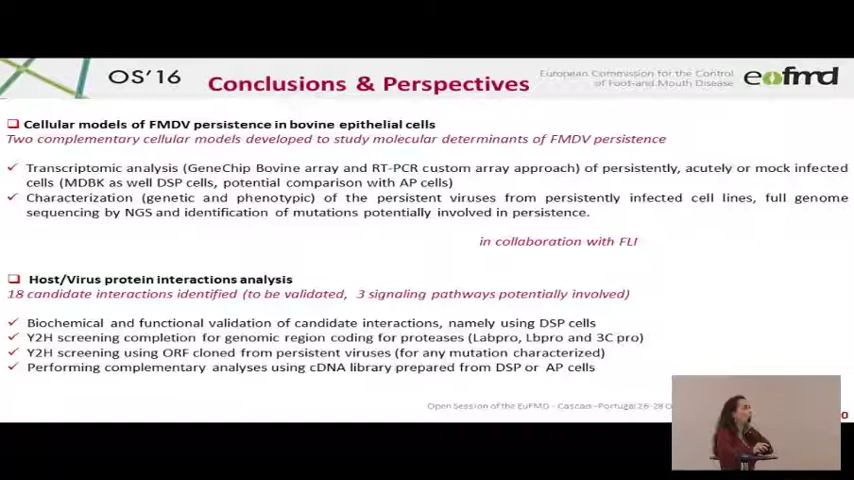 OS'16
Conclusions & Perspectives
European Commission for the Control
of Foot-and-Mouth Disease
eofmd
Cellular models of FMDV persistence in bovine epithelial cells
Two complementary cellular models developed to study molecular determinants of FMDV persistence
Transcriptomic analysis (GeneChip Bovine array and RT-PCR custom array approach) of persistently, acutely or mock infected
cells (MDBK as well DSP cells, potential comparison with AP cells)
Characterization (genetic and phenotypic) of the persistent viruses from persistently infected cell lines, full genome
sequencing by NGS and identification of mutations potentially involved in persistence.
in collaboration with FLI
Host/Virus protein interactions analysis
18 candidate interactions identified (to be validated, 3 signaling pathways potentially involved)
Biochemical and functional validation of candidate interactions, namely using DSP cells
Y2H screening completion for genomic region coding for proteases (Labpro, Lbpro and 3C pro)
Y2H screening using ORF cloned from persistent viruses (for any mutation characterized)
Performing complementary analyses using cDNA library prepared from DSP or AP cells
Open Session of the EuFMD - Cascais -Portugal 26-28 O
0